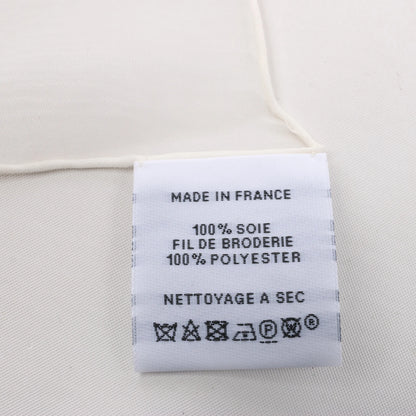 MADE IN FRANCE
100% SOIE
FIL DE BRODERIE
100% POLYESTER
NETTOYAGE A SEC
P W ®